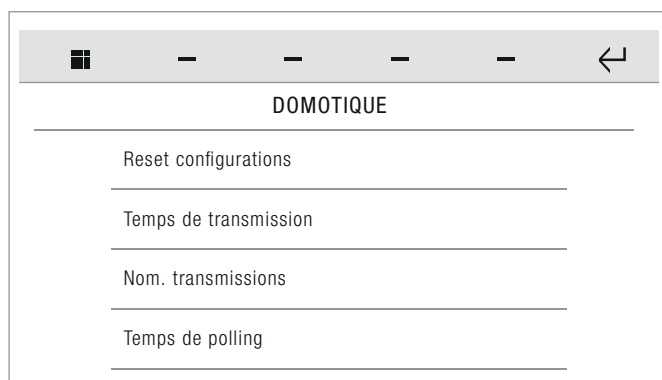 DOMOTIQUE
Reset configurations
Temps de transmission
Nom. transmissions
Temps de polling